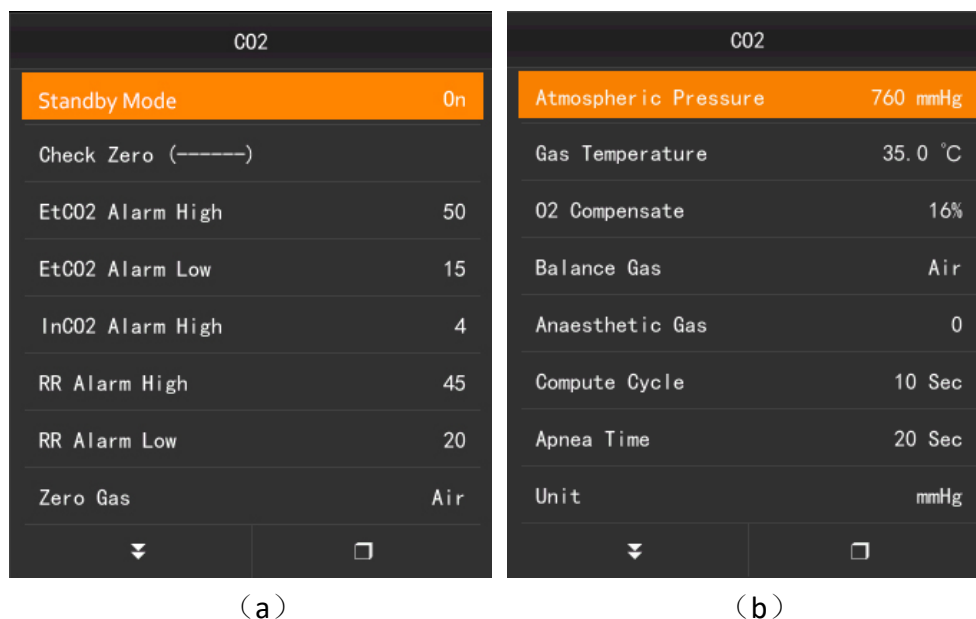 CO2
Standby Mode 0n
Check Zero (------)
EtCO2 Alarm High 50
EtCO2 Alarm Low 15
InCO2 Alarm High 4
RR Alarm High 45
RR Alarm Low 20
Zero Gas Air
（a）
CO2
Atmospheric Pressure 760 mmHg
Gas Temperature 35.0 ℃
O2 Compensate 16%
Balance Gas Air
Anaesthetic Gas 0
Compute Cycle 10 Sec
Apnea Time 20 Sec
Unit mmHg
（b）